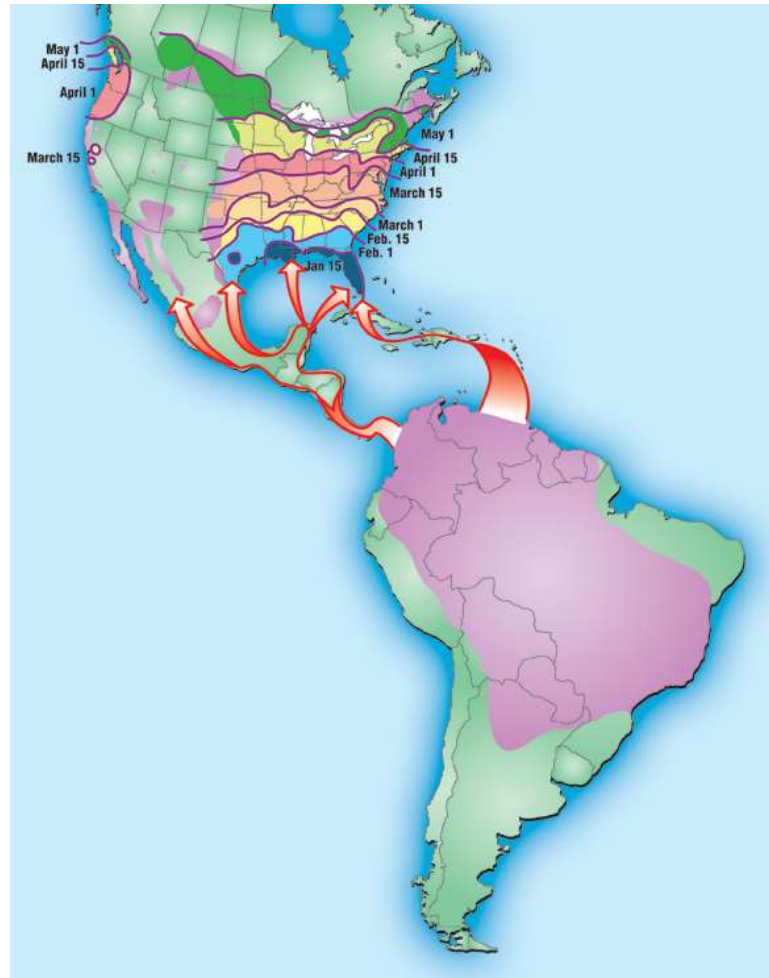 May 1
April 15
April 1
March 15
May 1
April 15
April 1
March 15
March 1
Feb. 15
Feb. 1
Jan 15